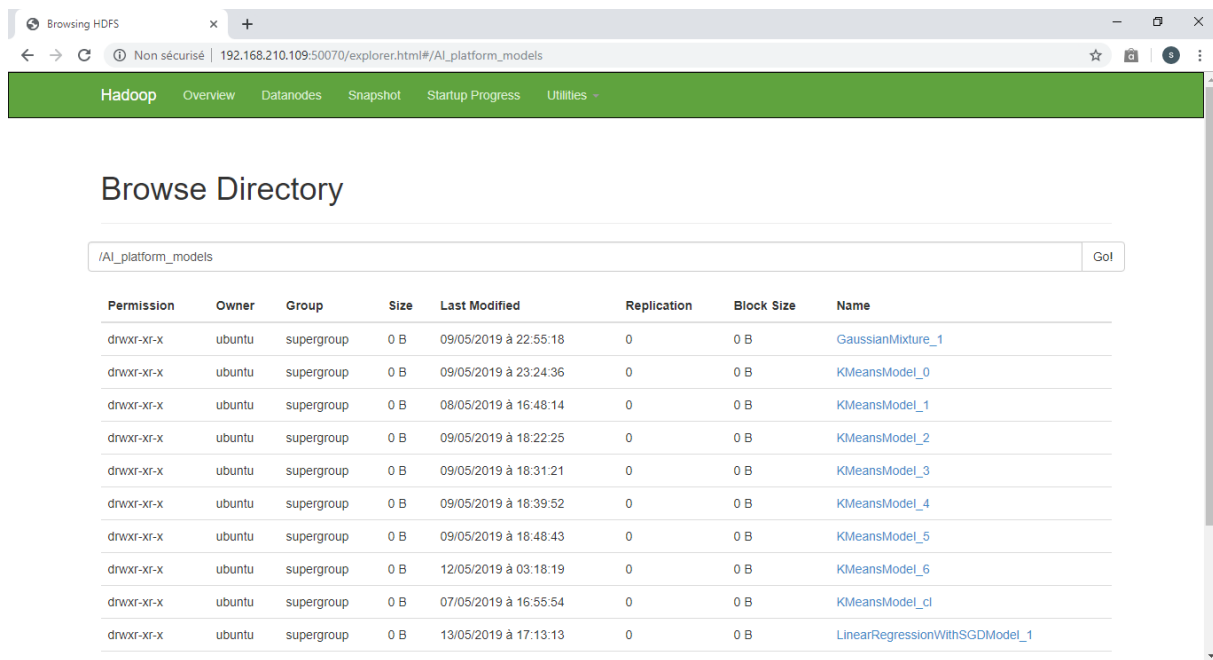 Browsing HDFS
Non sécurisé | 192.168.210.109:50070/explorer.html#/AI_platform_models
Hadoop Overview Datanodes Snapshot Startup Progress Utilities
Browse Directory
/AI_platform_models Go!
Permission Owner Group Size Last Modified Replication Block Size Name
drwxr-xr-x ubuntu supergroup 0 B 09/05/2019 à 22:55:18 0 0 B GaussianMixture_1
drwxr-xr-x ubuntu supergroup 0 B 09/05/2019 à 23:24:36 0 0 B KMeansModel_0
drwxr-xr-x ubuntu supergroup 0 B 08/05/2019 à 16:48:14 0 0 B KMeansModel_1
drwxr-xr-x ubuntu supergroup 0 B 09/05/2019 à 18:22:25 0 0 B KMeansModel_2
drwxr-xr-x ubuntu supergroup 0 B 09/05/2019 à 18:31:21 0 0 B KMeansModel_3
drwxr-xr-x ubuntu supergroup 0 B 09/05/2019 à 18:39:52 0 0 B KMeansModel_4
drwxr-xr-x ubuntu supergroup 0 B 09/05/2019 à 18:48:43 0 0 B KMeansModel_5
drwxr-xr-x ubuntu supergroup 0 B 12/05/2019 à 03:18:19 0 0 B KMeansModel_6
drwxr-xr-x ubuntu supergroup 0 B 07/05/2019 à 16:55:54 0 0 B KMeansModel_cl
drwxr-xr-x ubuntu supergroup 0 B 13/05/2019 à 17:13:13 0 0 B LinearRegressionWithSGDModel_1